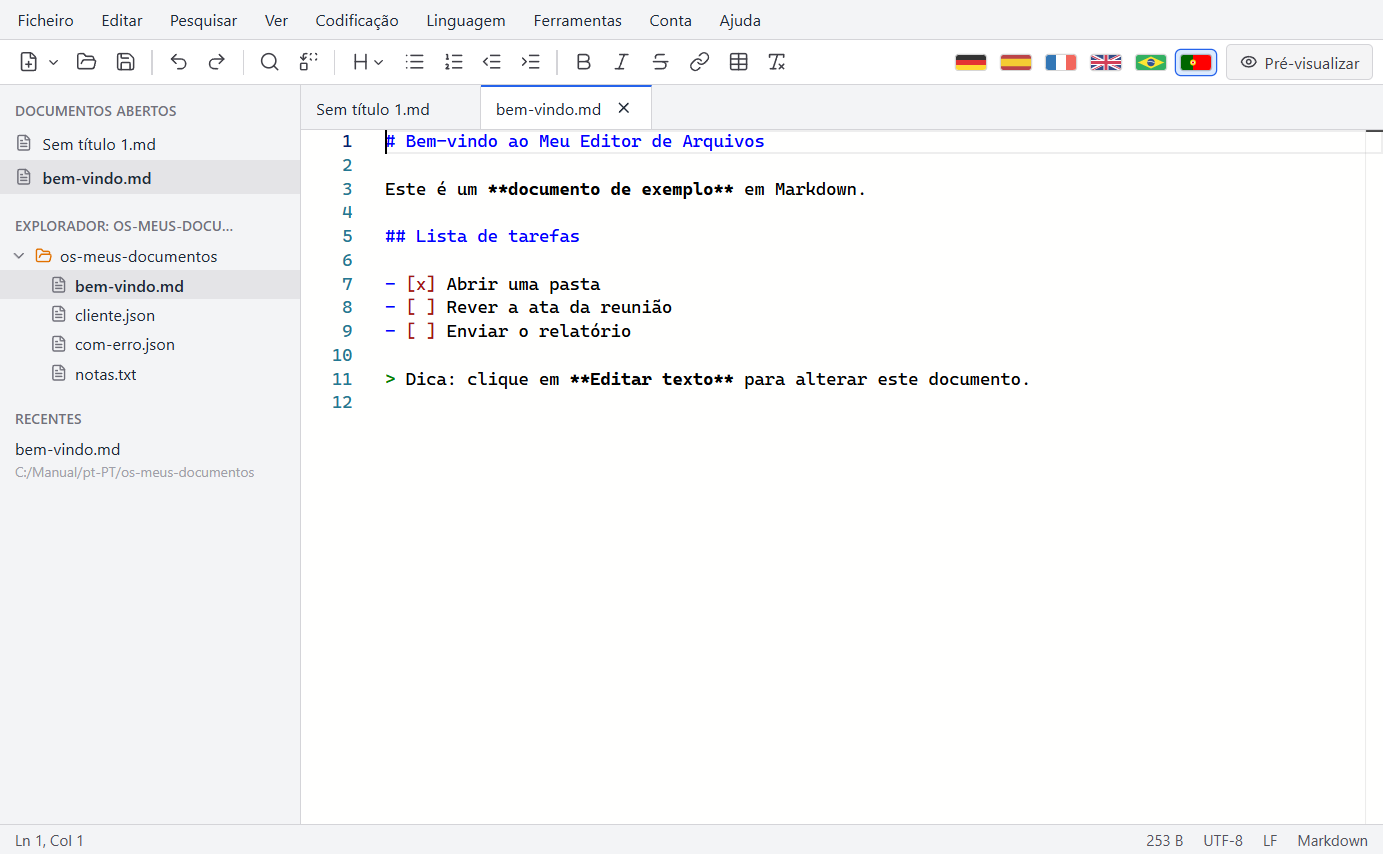 Ficheiro Editar Pesquisar Ver Codificação Linguagem Ferramentas Conta Ajuda
Pré-visualizar
DOCUMENTOS ABERTOS
Sem título 1.md
bem-vindo.md
EXPLORADOR: OS-MEUS-DOCU...
os-meus-documentos
bem-vindo.md
cliente.json
com-erro.json
notas.txt
RECENTES
bem-vindo.md
C:/Manual/pt-PT/os-meus-documentos
Sem título 1.md bem-vindo.md
1 # Bem-vindo ao Meu Editor de Arquivos
2
3 Este é um **documento de exemplo** em Markdown.
4
5 ## Lista de tarefas
6
7 - [x] Abrir uma pasta
8 - [ ] Rever a ata da reunião
9 - [ ] Enviar o relatório
10
11 > Dica: clique em **Editar texto** para alterar este documento.
12
Ln 1, Col 1 253 B UTF-8 LF Markdown